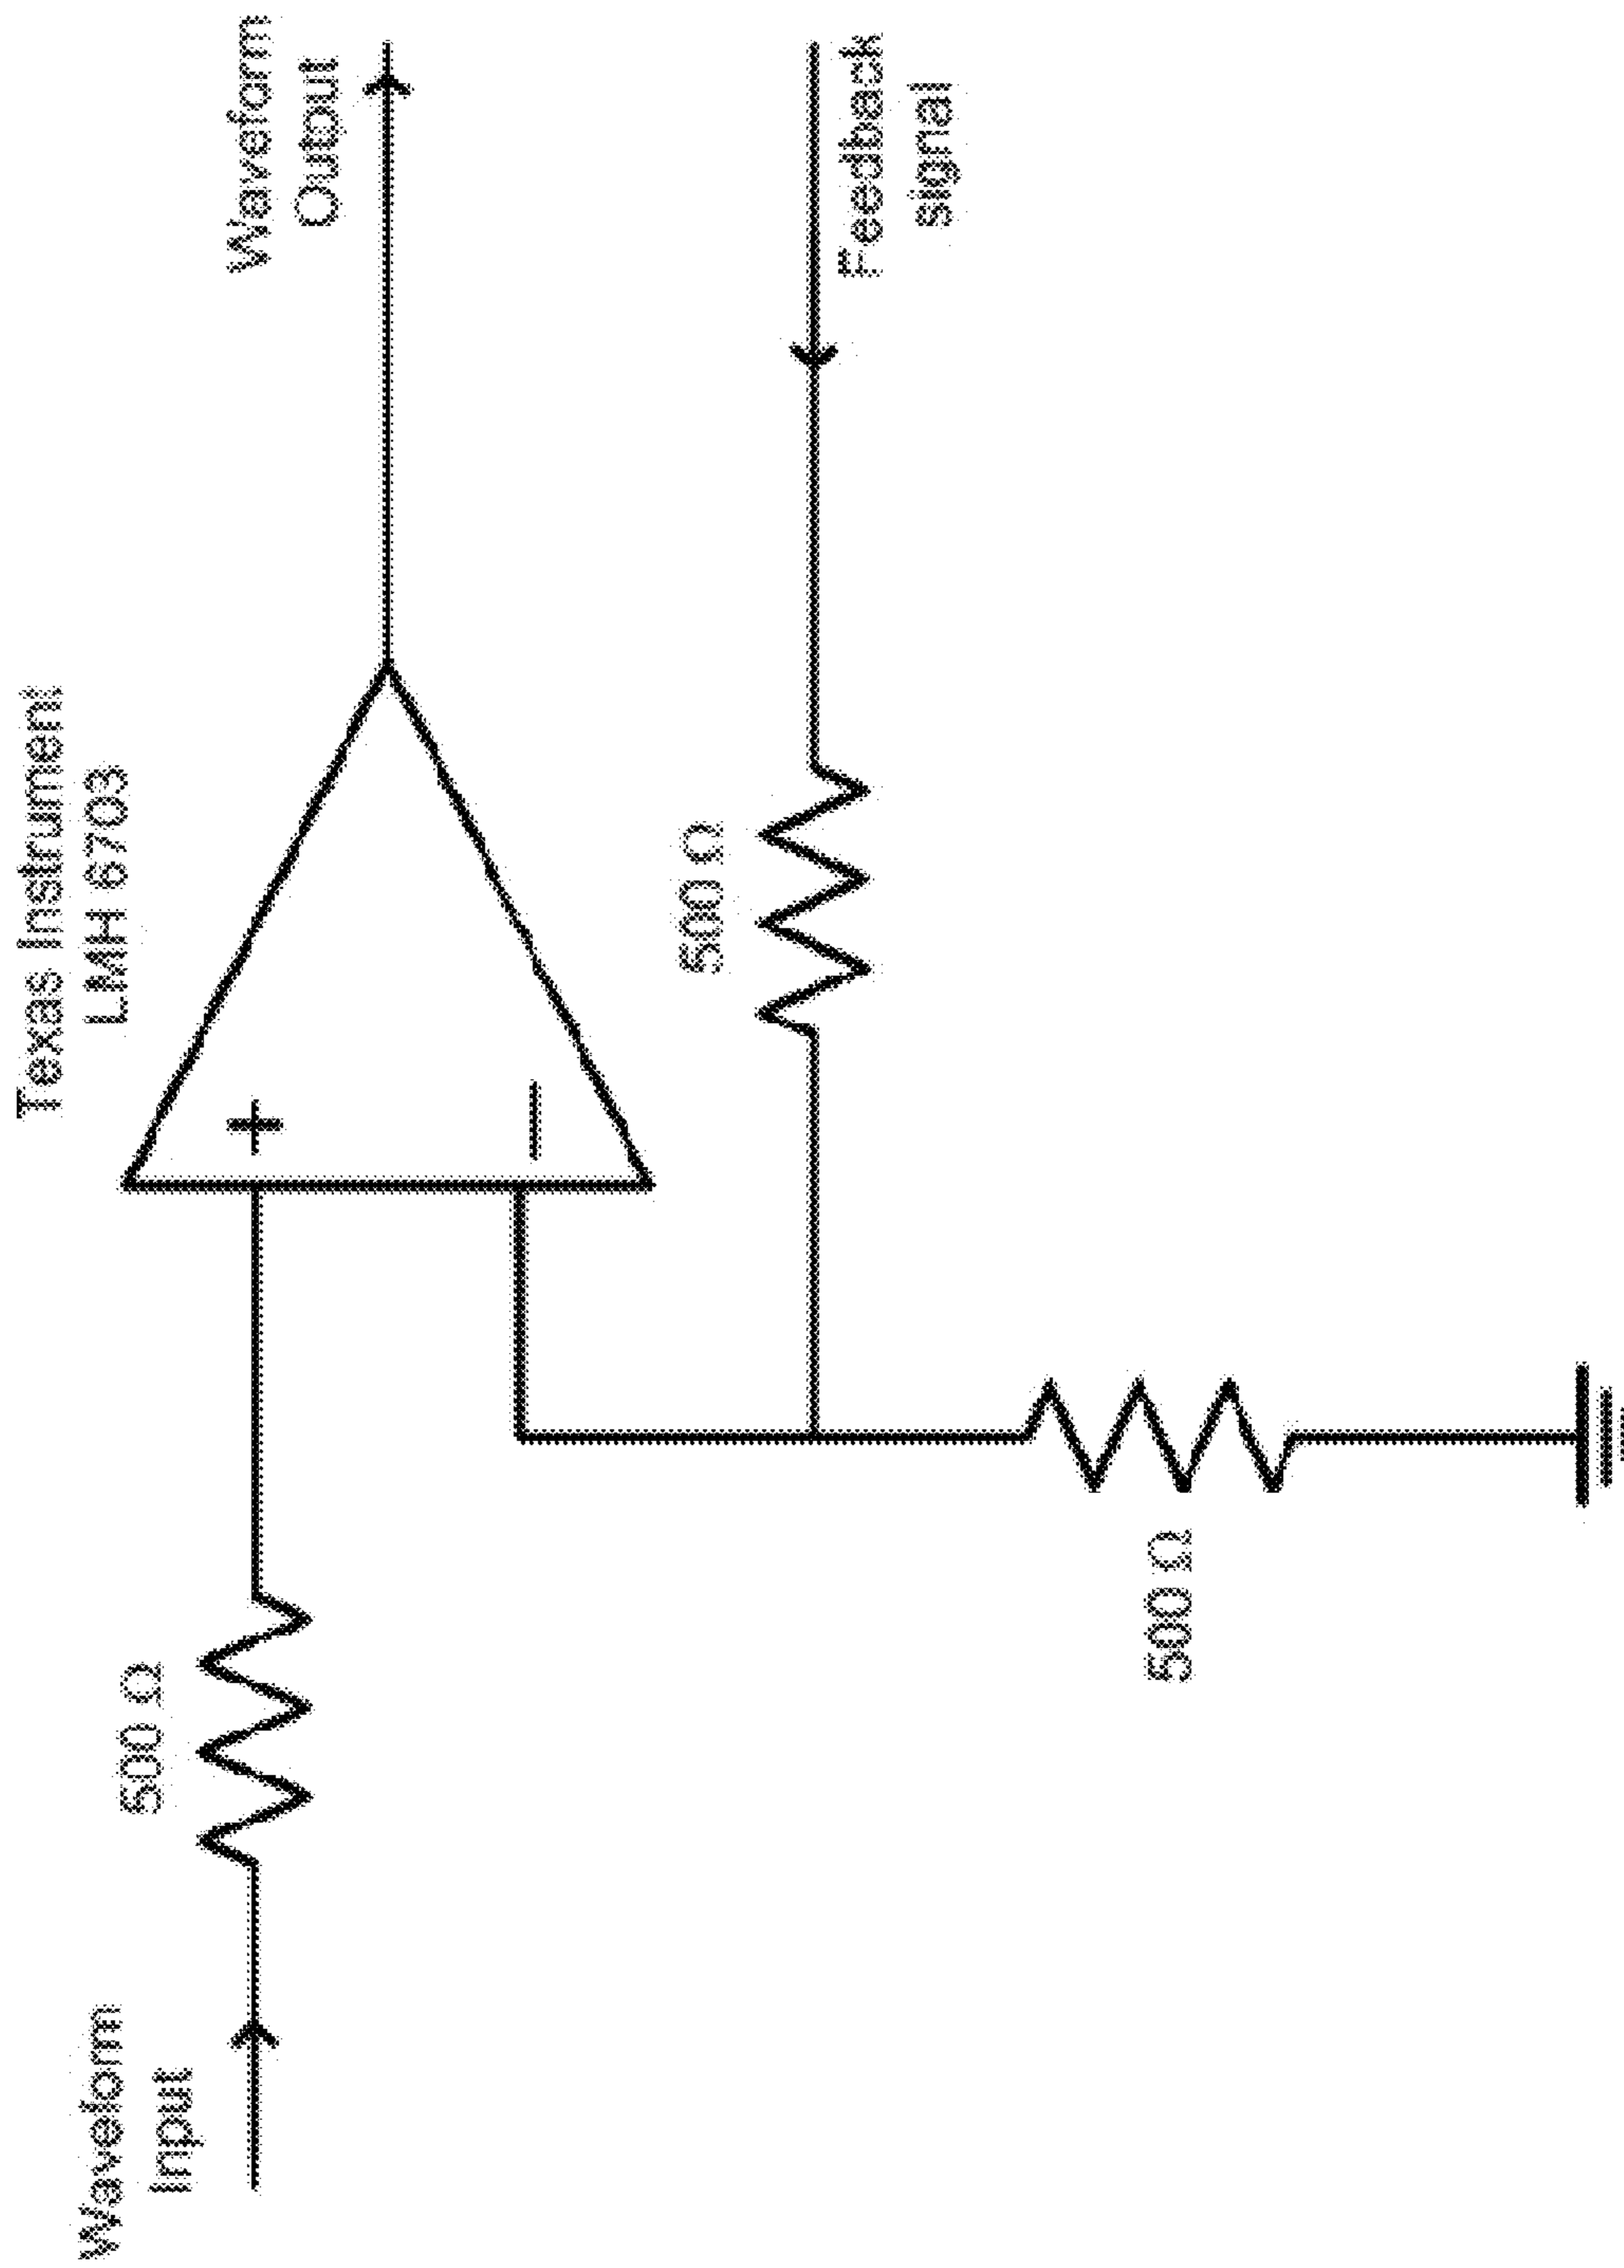 Texas Instrument
LMH 6703
Waveform
Input
500 Ω
+
−
Waveform
Output
500 Ω
Feedback
signal
500 Ω